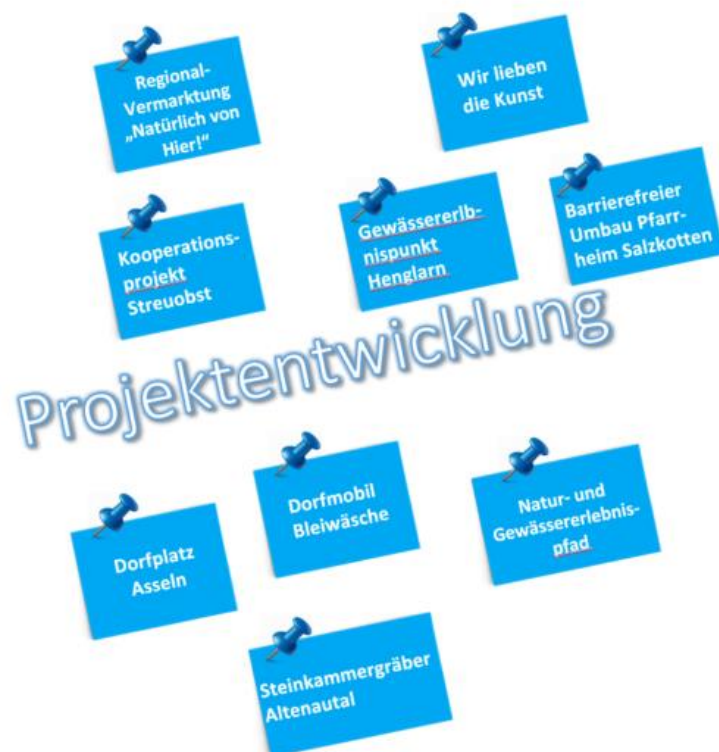 Regional-
Vermarktung
„Natürlich von
Hier!“
Wir lieben
die Kunst
Kooperations-
projekt
Streuobst
Gewässererlb-
nispunkt
Henglarn
Barrierefreier
Umbau Pfarr-
heim Salzkotten
Projektentwicklung
Dorfplatz
Asseln
Dorfmobil
Bleiwäsche
Natur- und
Gewässererlebnis-
pfad
Steinkammergräber
Altenautal